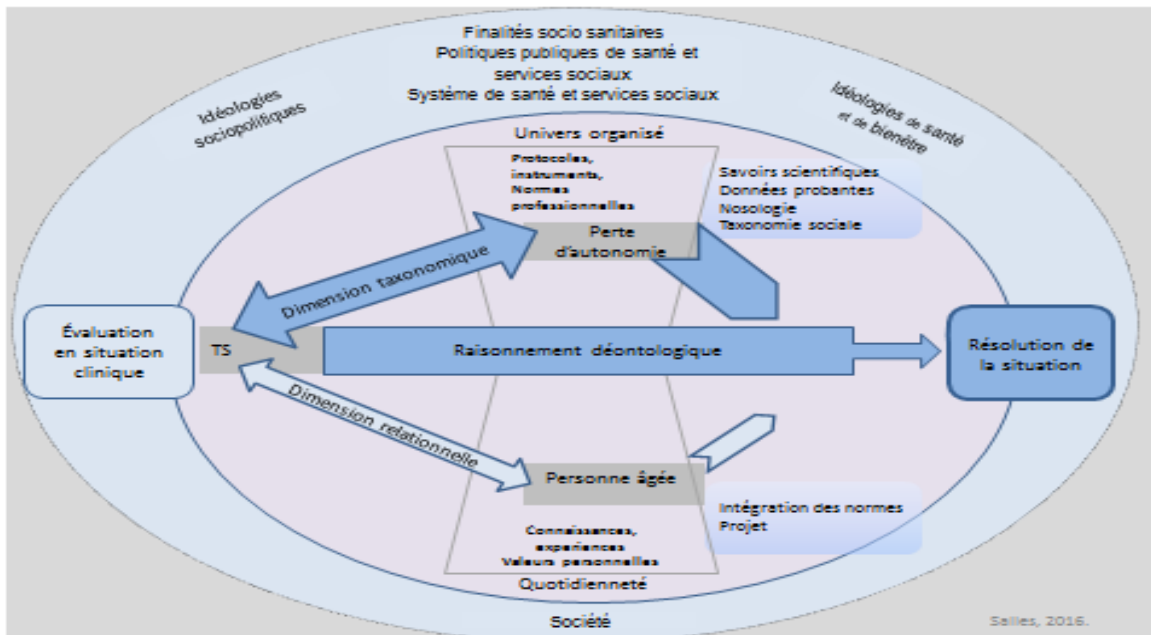 Finalités socio sanitaires
Politiques publiques de santé et
services sociaux
Système de santé et services sociaux
Idéologies
sociopolitiques
Idéologies de santé
et de bienêtre
Univers organisé
Protocoles,
instruments,
Normes
professionnelles
Savoirs scientifiques
Données probantes
Nosologie
Taxonomie sociale
Perte
d'autonomie
Dimension taxonomique
Évaluation
en situation
clinique
TS
Raisonnement déontologique
Résolution de
la situation
Dimension relationnelle
Personne âgée
Intégration des normes
Projet
Connaissances,
experiences
Valeurs personnelles
Quotidienneté
Société
Salles, 2016.